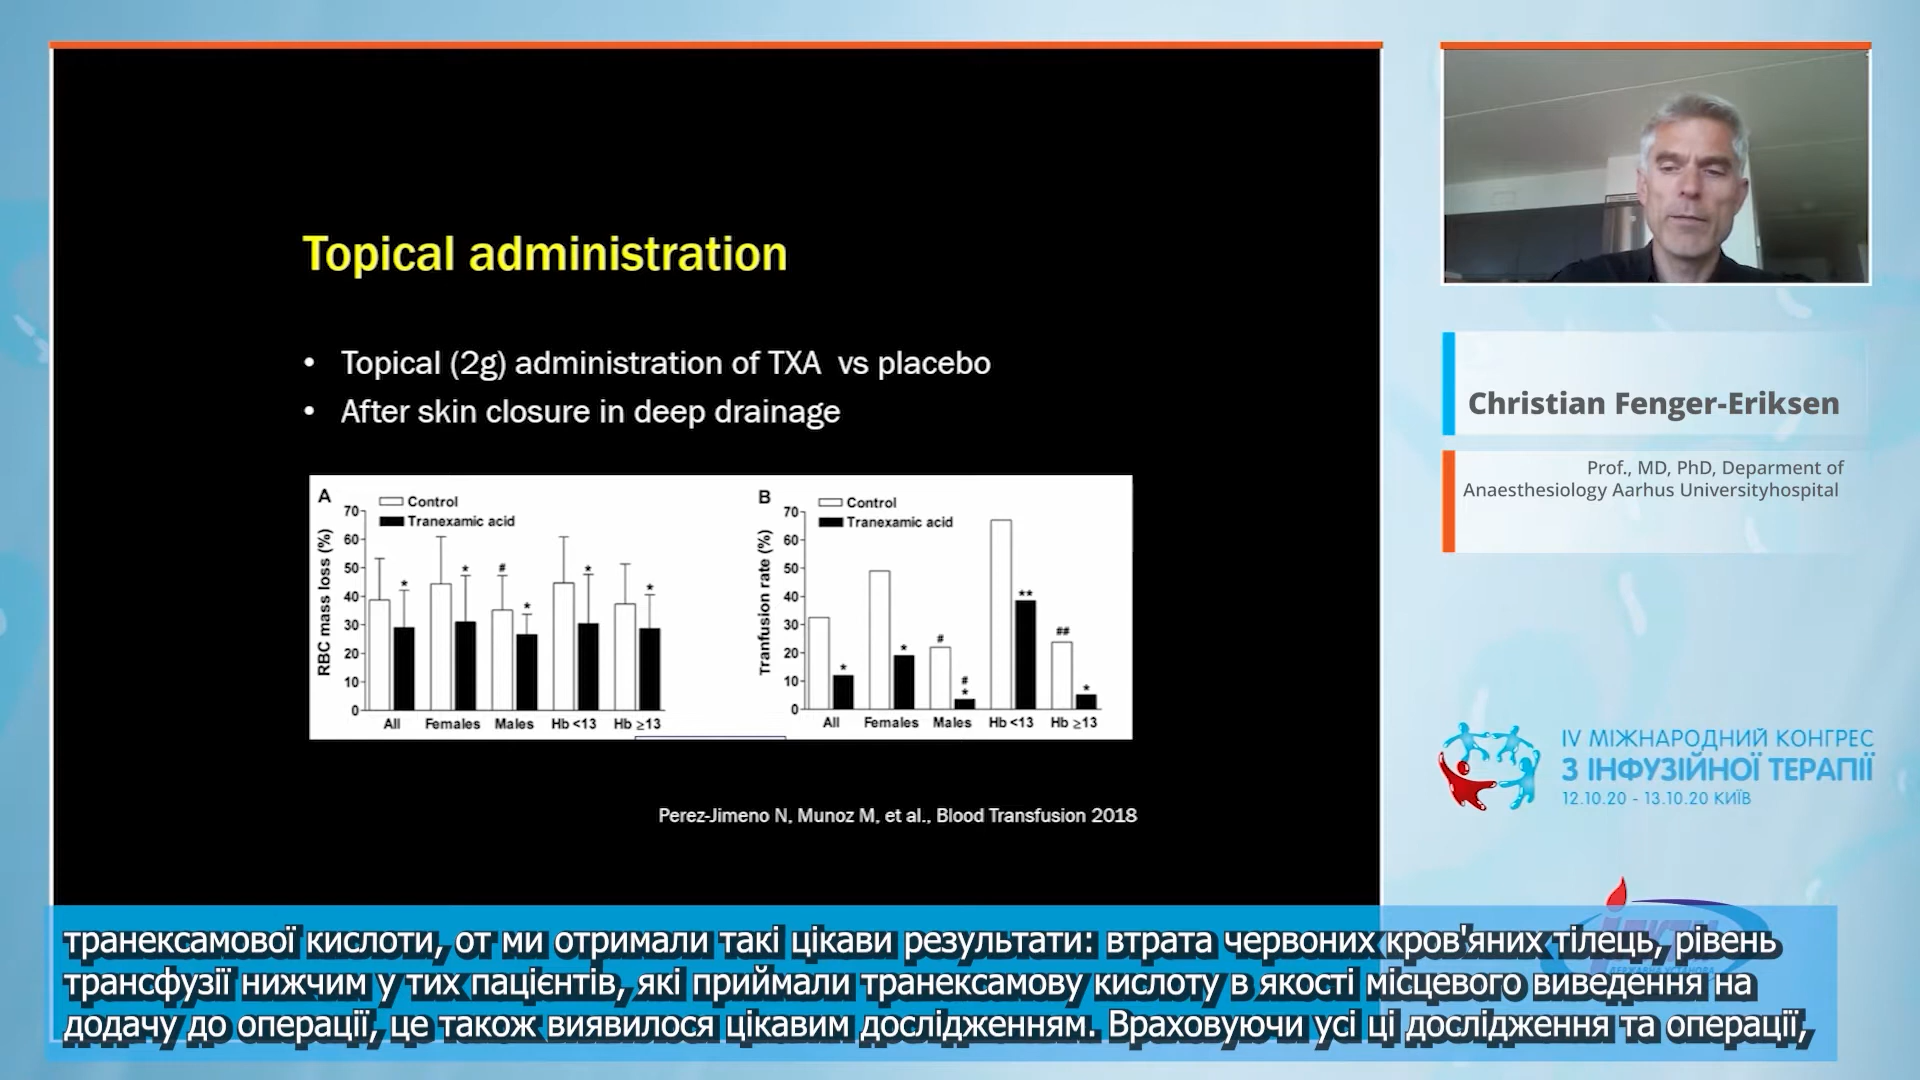 Topical administration
• Topical (2g) administration of TXA vs placebo
• After skin closure in deep drainage
A
Control
Tranexamic acid
RBC mass loss (%)
70
60
50
40
30
20
10
0
* * # * * *
All Females Males Hb <13 Hb ≥13
B
Control
Tranexamic acid
Tranfusion rate (%)
70
60
50
40
30
20
10
0
* * # # * ** ## *
All Females Males Hb <13 Hb ≥13
Perez-Jimeno N, Munoz M, et al., Blood Transfusion 2018
Christian Fenger-Eriksen
Prof., MD, PhD, Deparment of
Anaesthesiology Aarhus Universityhospital
IV МІЖНАРОДНИЙ КОНГРЕС
З ІНФУЗІЙНОЇ ТЕРАПІЇ
12.10.20 - 13.10.20 КИЇВ
транексамової кислоти, от ми отримали такі цікави результати: втрата червоних кров'яних тілець, рівень
трансфузії нижчим у тих пацієнтів, які приймали транексамову кислоту в якості місцевого виведення на
додачу до операції, це також виявилося цікавим дослідженням. Враховуючи усі ці дослідження та операції,